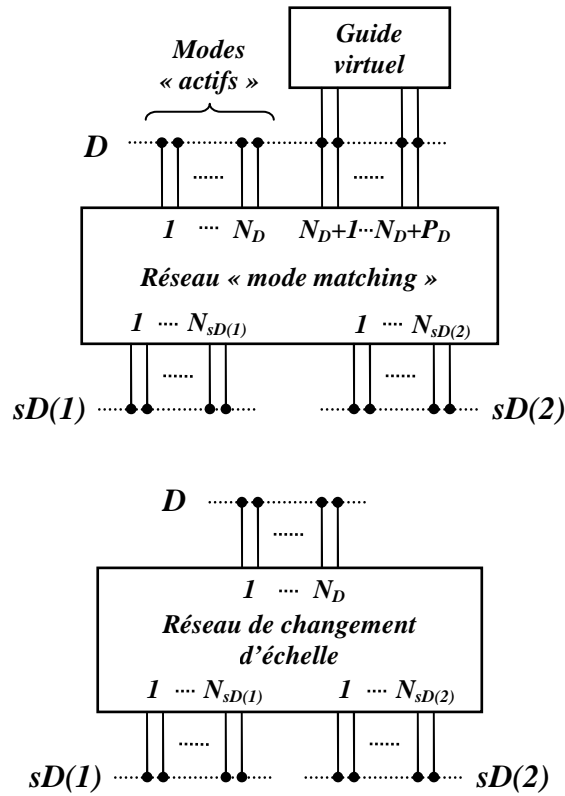 Guide
virtuel
Modes
« actifs »
D
1 ···· N_D N_D+1···N_D+P_D
Réseau « mode matching »
1 ···· N_sD(1) 1 ···· N_sD(2)
sD(1) sD(2)
D
1 ···· N_D
Réseau de changement
d'échelle
1 ···· N_sD(1) 1 ···· N_sD(2)
sD(1) sD(2)